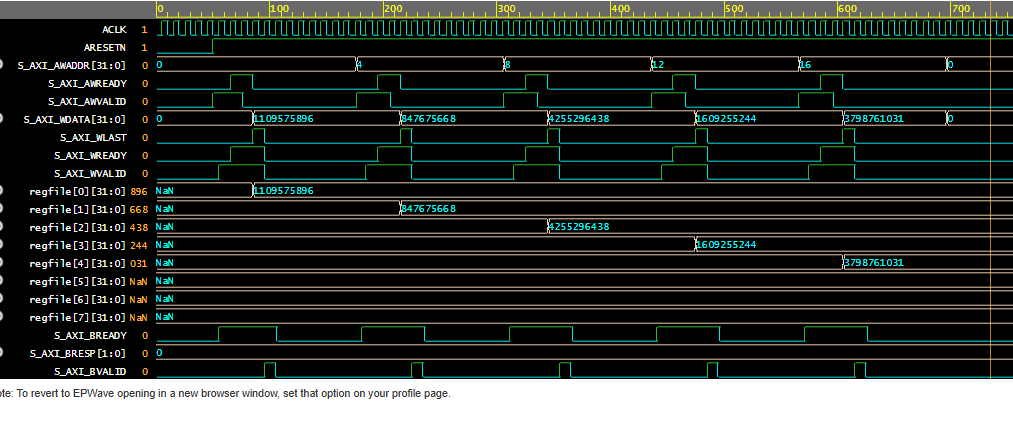 0 100 200 300 400 500 600 700
ACLK 1
ARESETN 1
S_AXI_AWADDR[31:0] 0 0 4 8 12 16 0
S_AXI_AWREADY 0
S_AXI_AWVALID 0
S_AXI_WDATA[31:0] 0 0 1109575896 847675668 4255296438 1609255244 3798761031 0
S_AXI_WLAST 0
S_AXI_WREADY 0
S_AXI_WVALID 0
regfile[0][31:0] 896 NaN 1109575896
regfile[1][31:0] 668 NaN 847675668
regfile[2][31:0] 438 NaN 4255296438
regfile[3][31:0] 244 NaN 1609255244
regfile[4][31:0] 031 NaN 3798761031
regfile[5][31:0] NaN NaN
regfile[6][31:0] NaN NaN
regfile[7][31:0] NaN NaN
S_AXI_BREADY 0
S_AXI_BRESP[1:0] 0 0
S_AXI_BVALID 0
te: To revert to EPWave opening in a new browser window, set that option on your profile page.